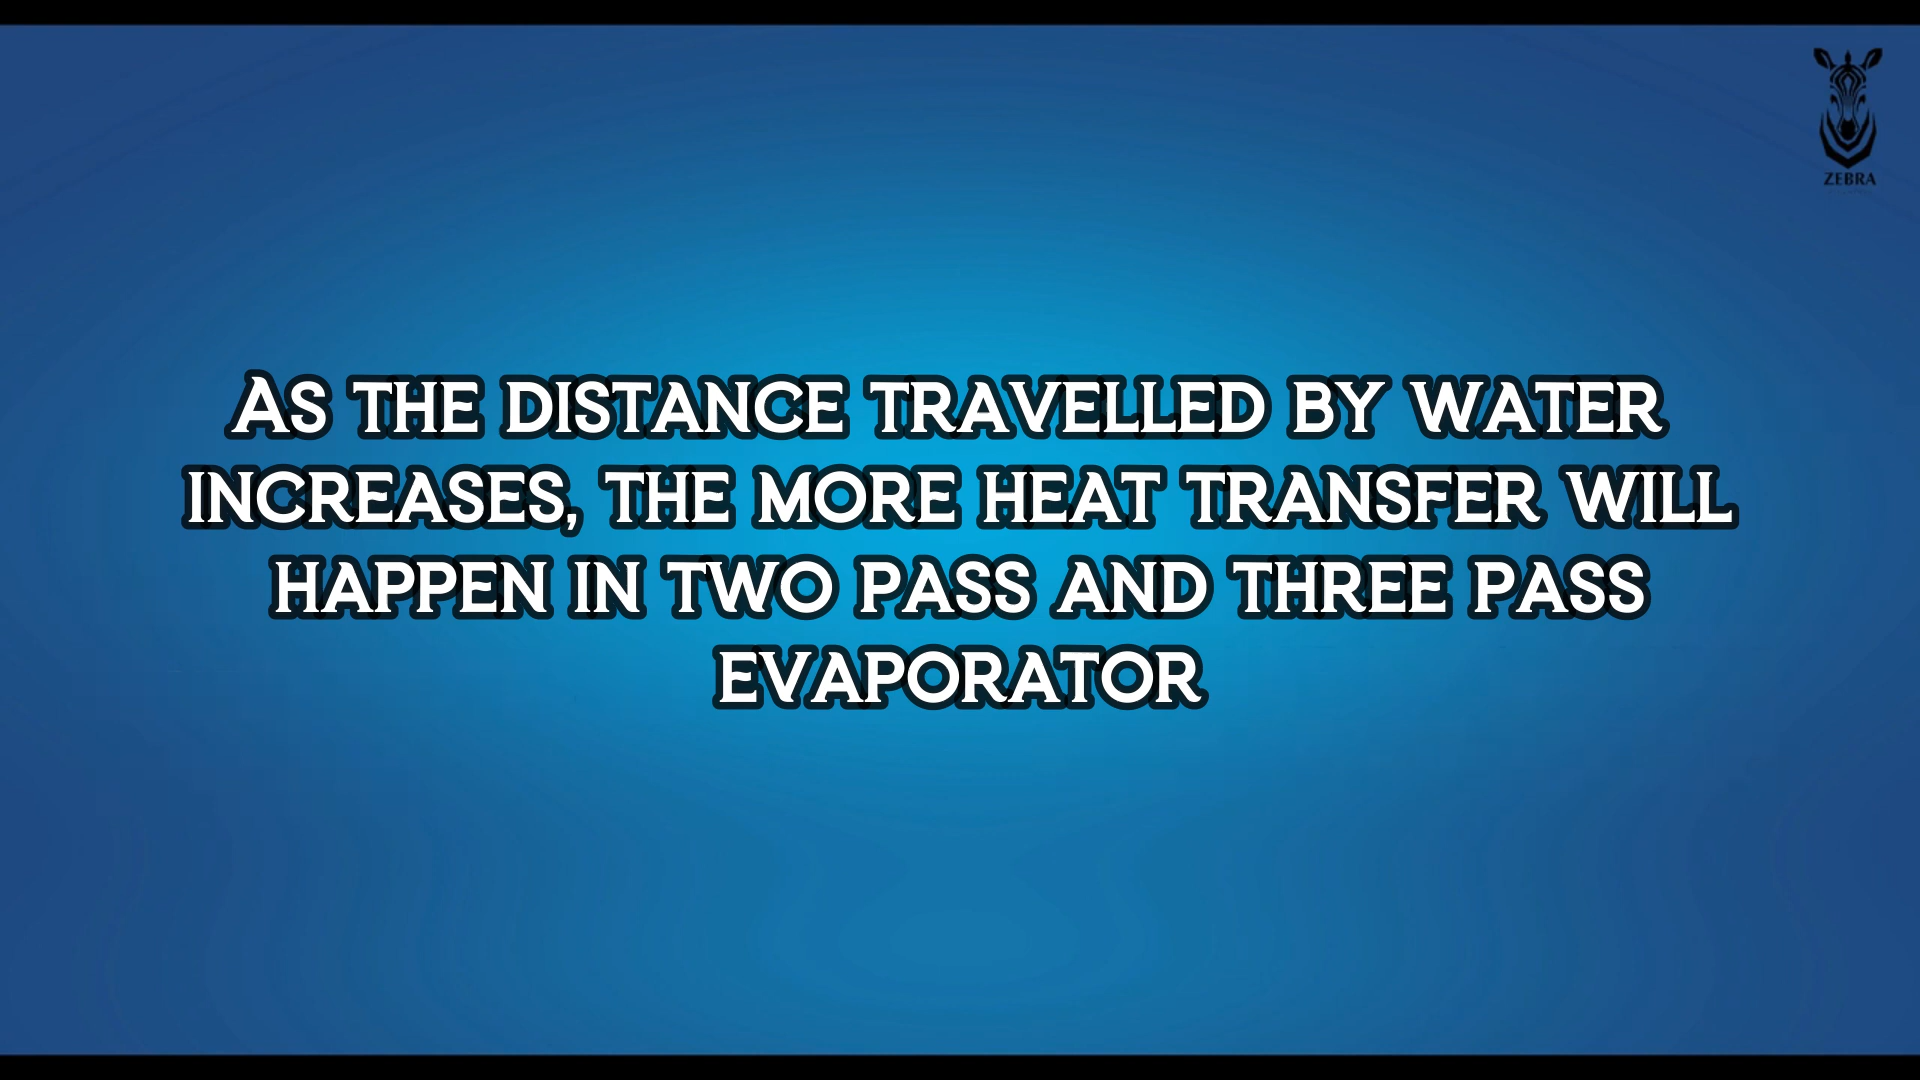 ZEBRA
As the distance travelled by water
increases, the more heat transfer will
happen in two pass and three pass
evaporator